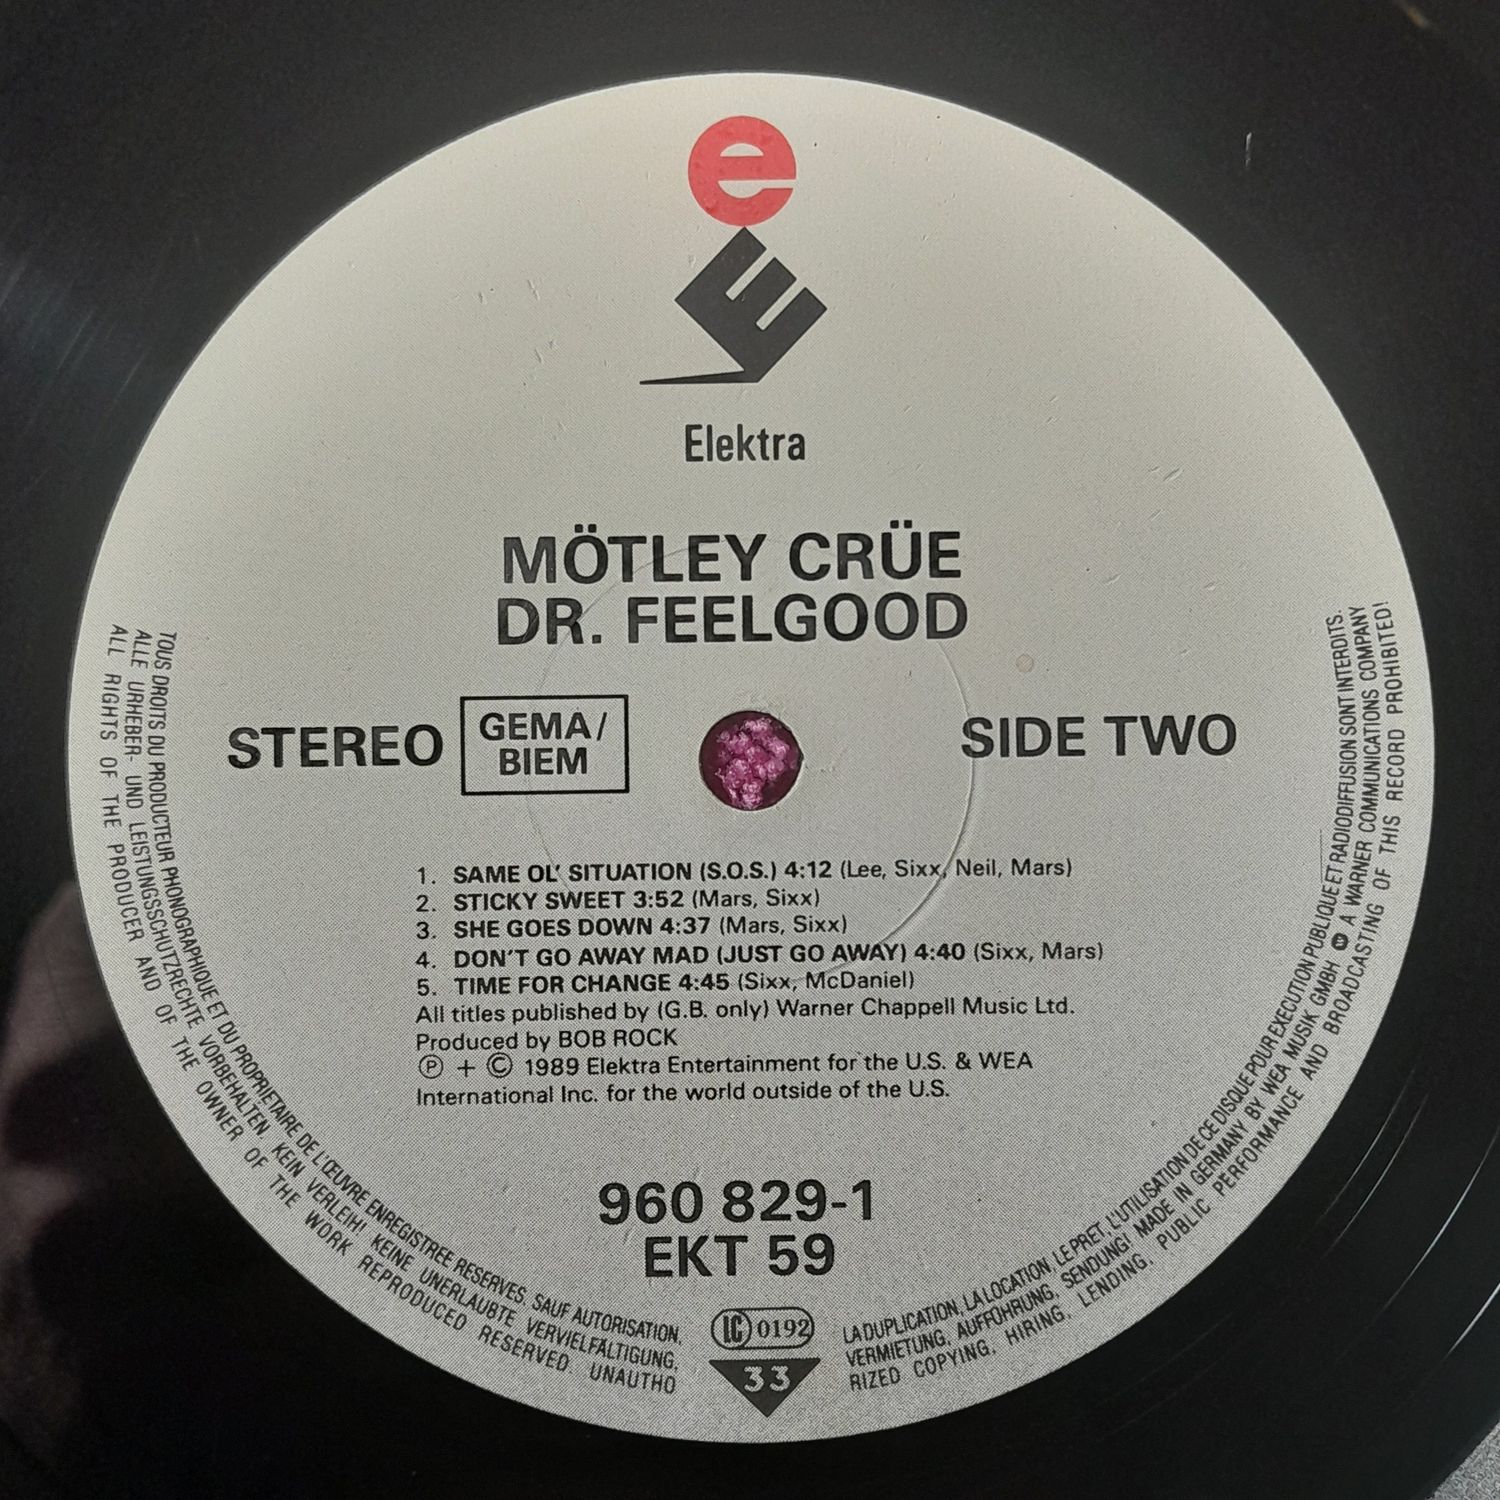 e
E
Elektra
MÖTLEY CRÜE
DR. FEELGOOD
STEREO
GEMA/
BIEM
SIDE TWO
1. SAME OL' SITUATION (S.O.S.) 4:12 (Lee, Sixx, Neil, Mars)
2. STICKY SWEET 3:52 (Mars, Sixx)
3. SHE GOES DOWN 4:37 (Mars, Sixx)
4. DON'T GO AWAY MAD (JUST GO AWAY) 4:40 (Sixx, Mars)
5. TIME FOR CHANGE 4:45 (Sixx, McDaniel)
All titles published by (G.B. only) Warner Chappell Music Ltd.
Produced by BOB ROCK
Ⓟ + © 1989 Elektra Entertainment for the U.S. & WEA
International Inc. for the world outside of the U.S.
960 829-1
EKT 59
LC 0192
33
TOUS DROITS DU PRODUCTEUR PHONOGRAPHIQUE ET DU PROPRIETAIRE DE L'ŒUVRE ENREGISTREE RESERVES. SAUF AUTORISATION, LA DUPLICATION, LA LOCATION, LE PRET, L'UTILISATION DE CE DISQUE POUR EXECUTION PUBLIQUE ET RADIODIFFUSION SONT INTERDITS.
ALLE URHEBER- UND LEISTUNGSSCHUTZRECHTE VORBEHALTEN. KEIN VERLEIH! KEINE UNERLAUBTE VERVIELFÄLTIGUNG, VERMIETUNG, AUFFÜHRUNG, SENDUNG! MADE IN GERMANY BY WEA MUSIK GMBH A WARNER COMMUNICATIONS COMPANY
ALL RIGHTS OF THE PRODUCER AND OF THE OWNER OF THE WORK REPRODUCED RESERVED. UNAUTHORIZED COPYING, HIRING, LENDING, PUBLIC PERFORMANCE AND BROADCASTING OF THIS RECORD PROHIBITED!